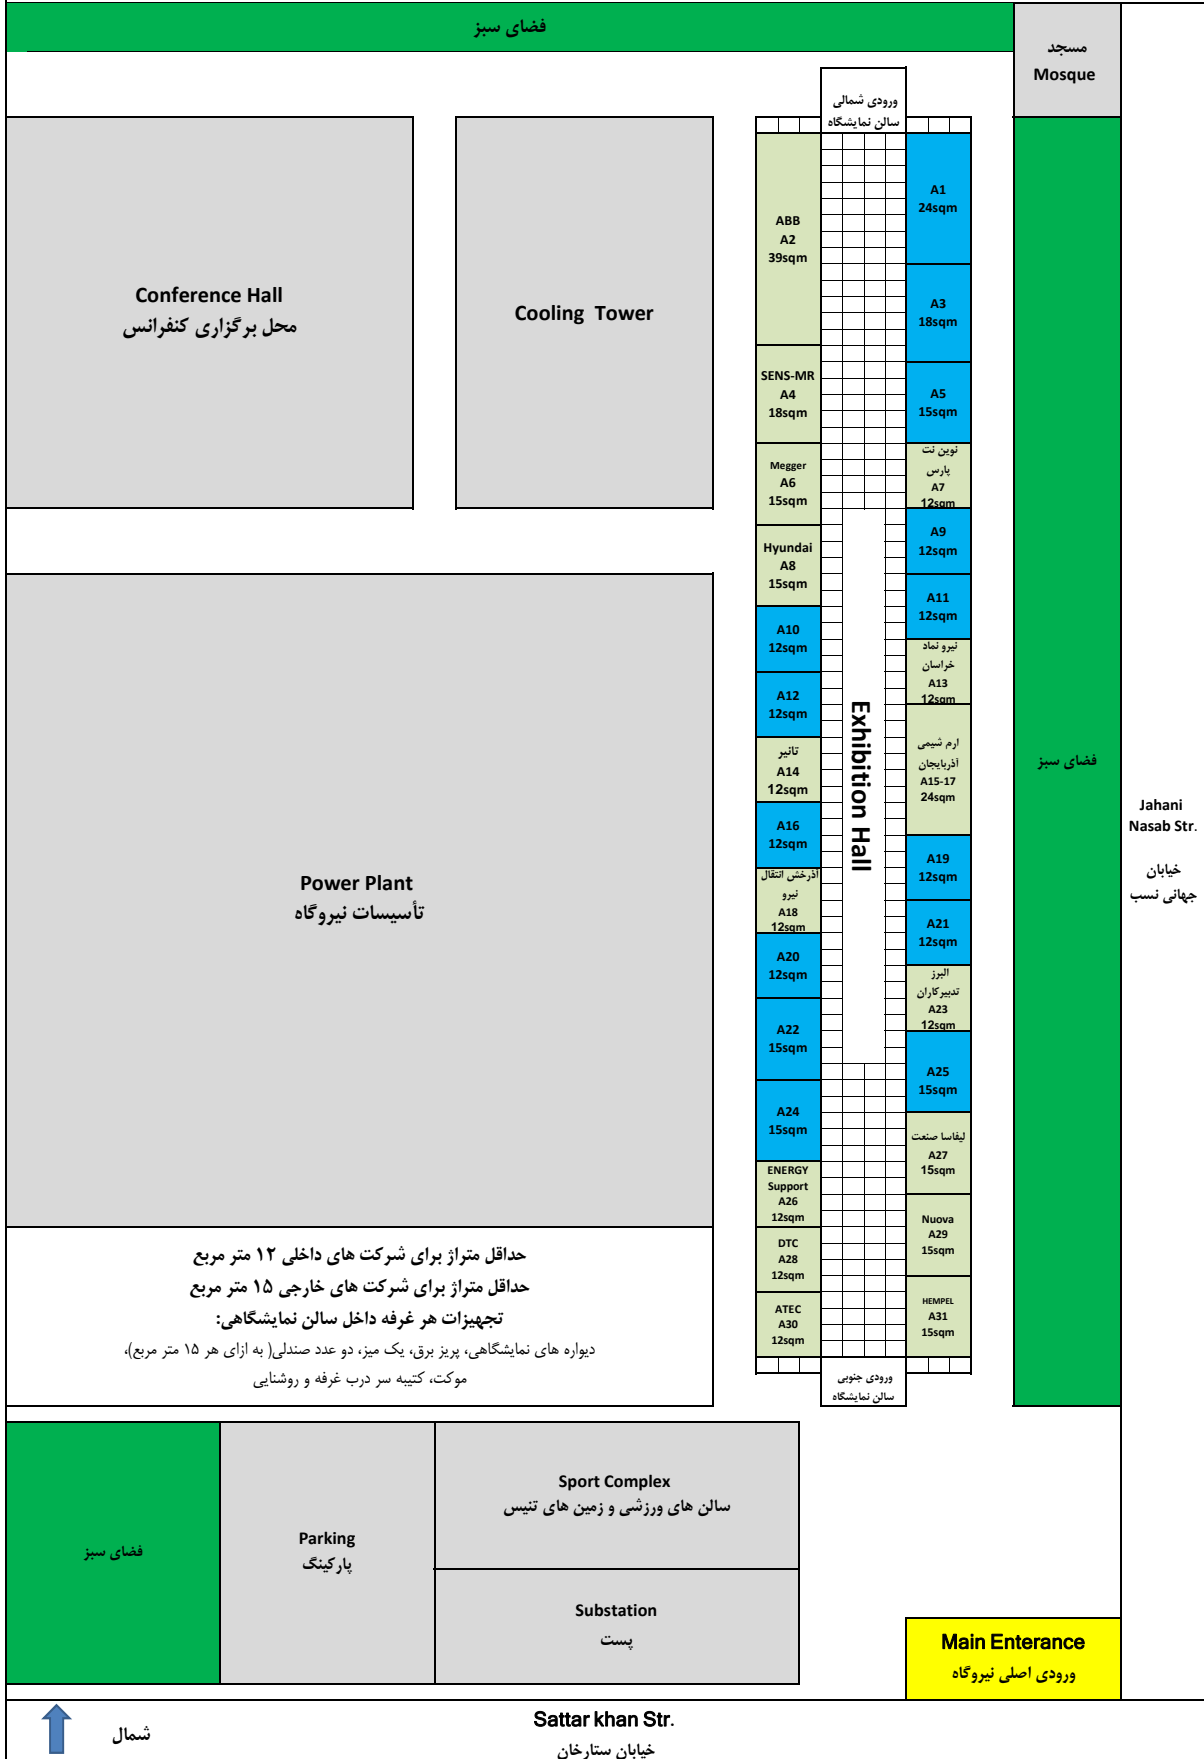 فضای سبز
مسجد
Mosque
ورودی شمالی
سالن نمایشگاه
Conference Hall
محل برگزاری کنفرانس
Cooling Tower
ABB
A2
39sqm
SENS-MR
A4
18sqm
Megger
A6
15sqm
Hyundai
A8
15sqm
A10
12sqm
A12
12sqm
تانیر
A14
12sqm
A16
12sqm
آذرخش انتقال
نیرو
A18
12sqm
A20
12sqm
A22
15sqm
A24
15sqm
ENERGY
Support
A26
12sqm
DTC
A28
12sqm
ATEC
A30
12sqm
Exhibition Hall
A1
24sqm
A3
18sqm
A5
15sqm
نوین نت
پارس
A7
12sqm
A9
12sqm
A11
12sqm
نیرو نماد
خراسان
A13
12sqm
ارم شیمی
آذربایجان
A15-17
24sqm
A19
12sqm
A21
12sqm
البرز
تدبیرکاران
A23
12sqm
A25
15sqm
لیفاسا صنعت
A27
15sqm
Nuova
A29
15sqm
HEMPEL
A31
15sqm
ورودی جنوبی
سالن نمایشگاه
فضای سبز
Jahani
Nasab Str.
خیابان
جهانی نسب
Power Plant
تأسیسات نیروگاه
حداقل متراژ برای شرکت های داخلی ۱۲ متر مربع
حداقل متراژ برای شرکت های خارجی ۱۵ متر مربع
تجهیزات هر غرفه داخل سالن نمایشگاهی:
دیواره های نمایشگاهی، پریز برق، یک میز، دو عدد صندلی( به ازای هر ۱۵ متر مربع)،
موکت، کتیبه سر درب غرفه و روشنایی
فضای سبز
Parking
پارکینگ
Sport Complex
سالن های ورزشی و زمین های تنیس
Substation
پست
Main Enterance
ورودی اصلی نیروگاه
شمال
Sattar khan Str.
خیابان ستارخان